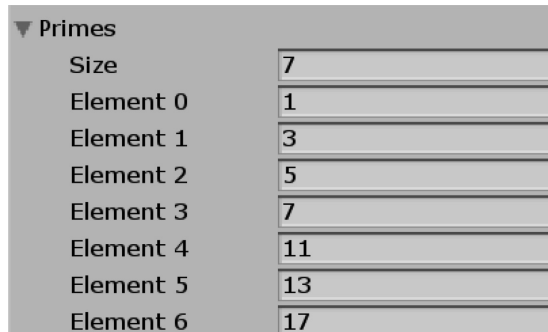 Primes
Size 7
Element 0 1
Element 1 3
Element 2 5
Element 3 7
Element 4 11
Element 5 13
Element 6 17